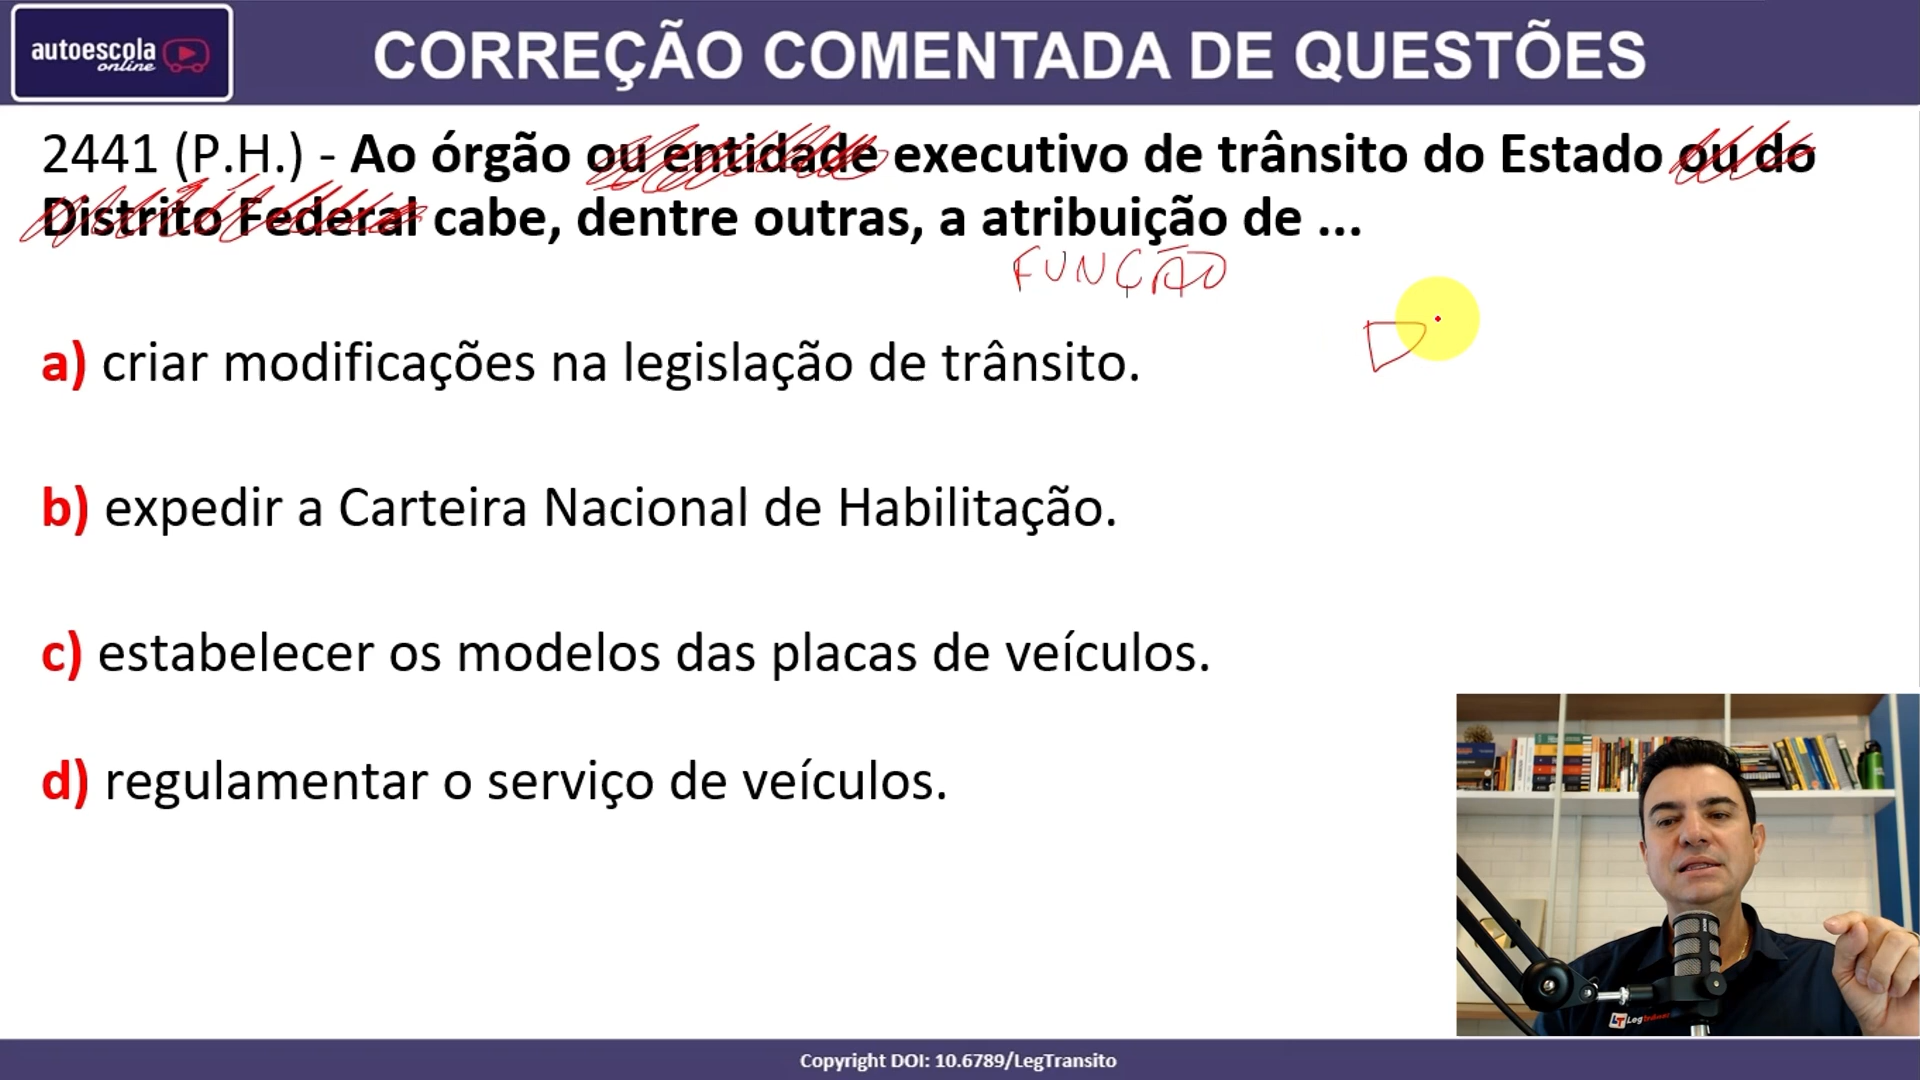 autoescola
online
CORREÇÃO COMENTADA DE QUESTÕES
2441 (P.H.) - Ao órgão ou entidade executivo de trânsito do Estado ou do
Distrito Federal cabe, dentre outras, a atribuição de ...
FUNÇÃO
a) criar modificações na legislação de trânsito.
b) expedir a Carteira Nacional de Habilitação.
c) estabelecer os modelos das placas de veículos.
d) regulamentar o serviço de veículos.
LT Legtrânsito
Copyright DOI: 10.6789/LegTransito